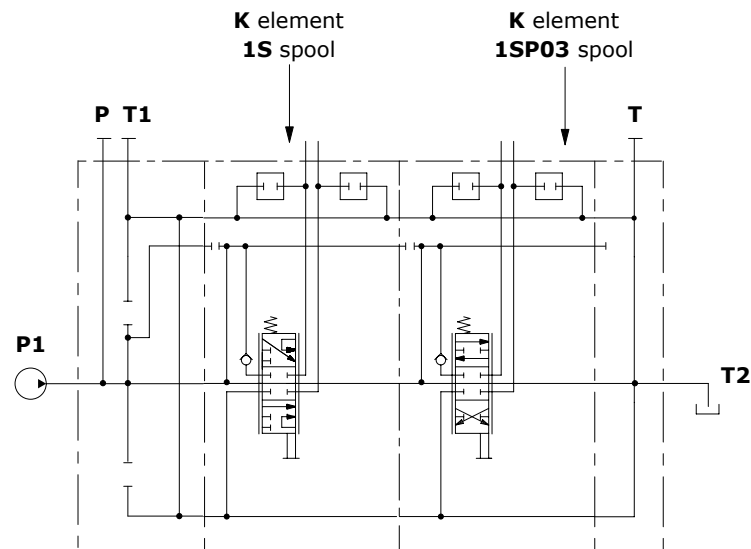 K element
1S spool
K element
1SP03 spool
P T1
T
P1
T2